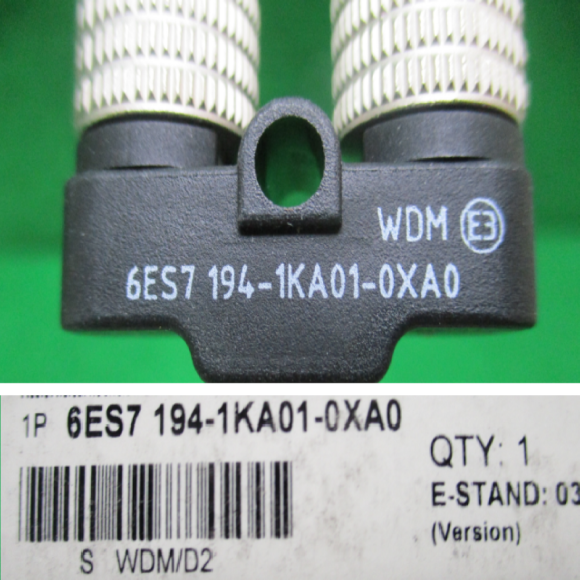 WDM E3
6ES7 194-1KA01-0XA0
1P 6ES7 194-1KA01-0XA0
QTY: 1
E-STAND: 03
(Version)
S WDM/D2